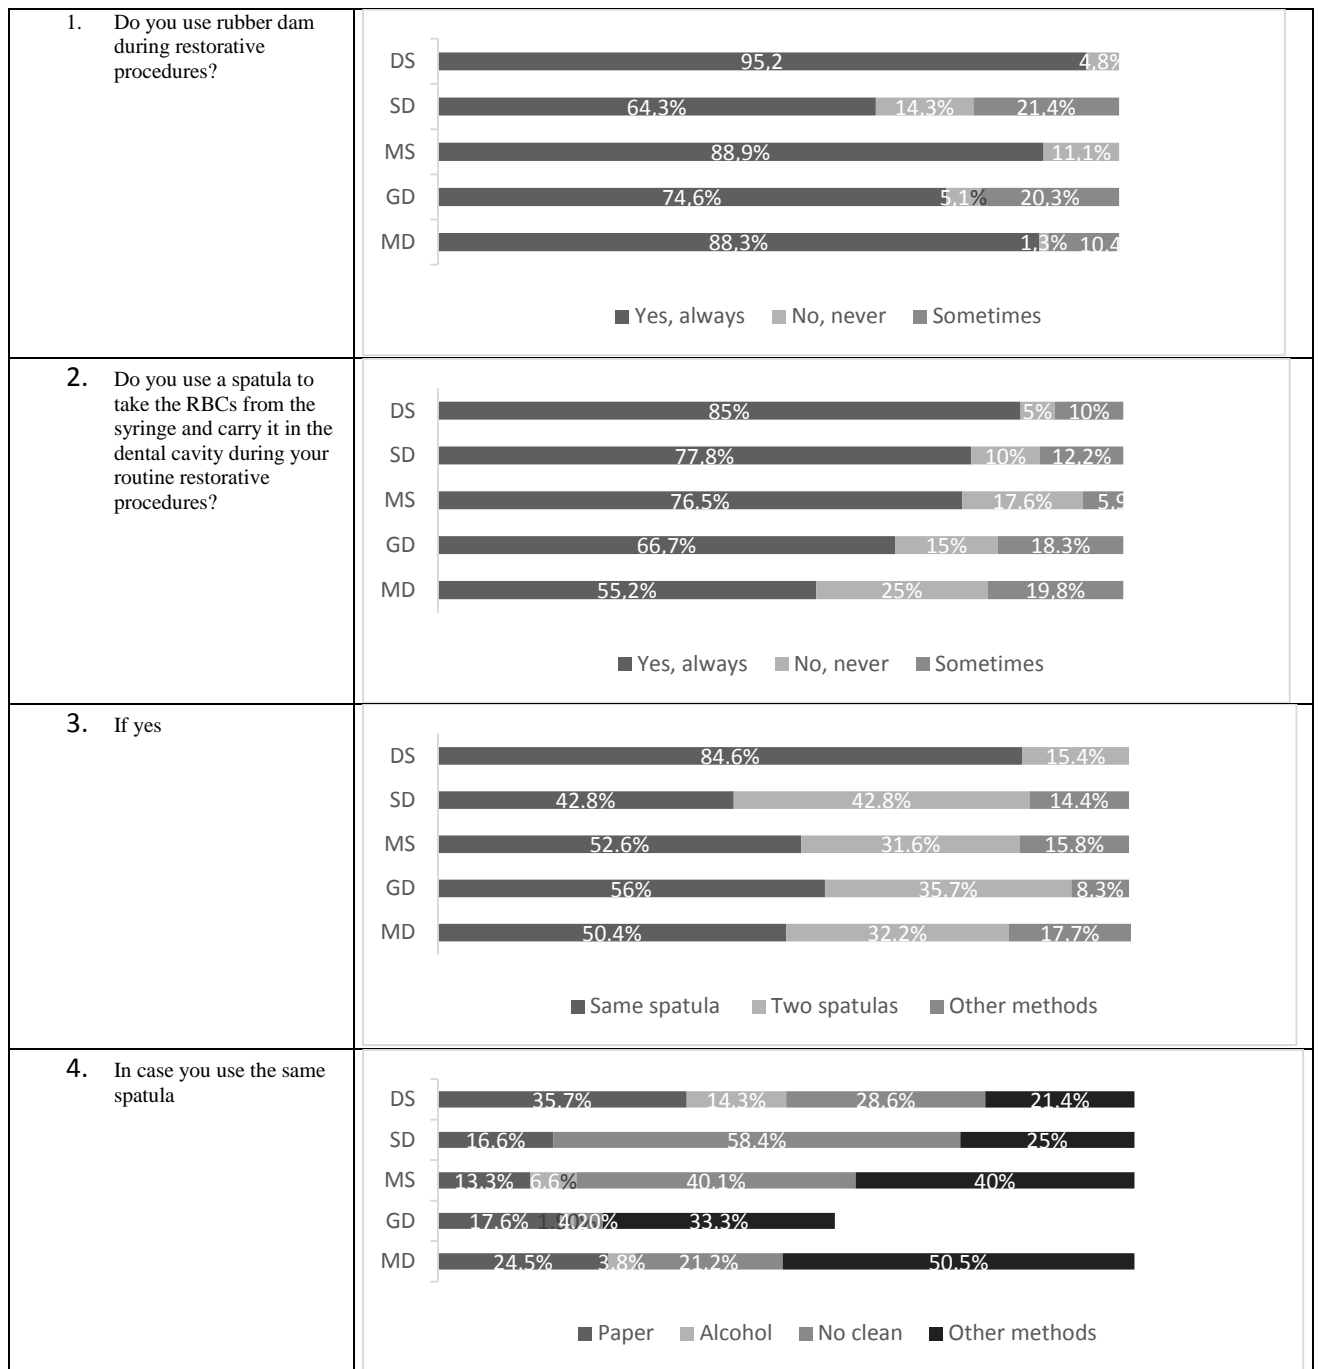 1. Do you use rubber dam
during restorative
procedures?
DS 95,2 4,8%
SD 64,3% 14,3% 21,4%
MS 88,9% 11,1%
GD 74,6% 5,1% 20,3%
MD 88,3% 1,3% 10,4
Yes, always No, never Sometimes
2. Do you use a spatula to
take the RBCs from the
syringe and carry it in the
dental cavity during your
routine restorative
procedures?
DS 85% 5% 10%
SD 77,8% 10% 12,2%
MS 76,5% 17,6% 5,9
GD 66,7% 15% 18.3%
MD 55,2% 25% 19,8%
Yes, always No, never Sometimes
3. If yes
DS 84.6% 15.4%
SD 42.8% 42.8% 14.4%
MS 52.6% 31.6% 15.8%
GD 56% 35.7% 8.3%
MD 50.4% 32.2% 17.7%
Same spatula Two spatulas Other methods
4. In case you use the same
spatula
DS 35.7% 14.3% 28.6% 21.4%
SD 16.6% 58.4% 25%
MS 13.3% 6.6% 40.1% 40%
GD 17.6% 4.20% 33.3%
MD 24.5% 3.8% 21.2% 50.5%
Paper Alcohol No clean Other methods